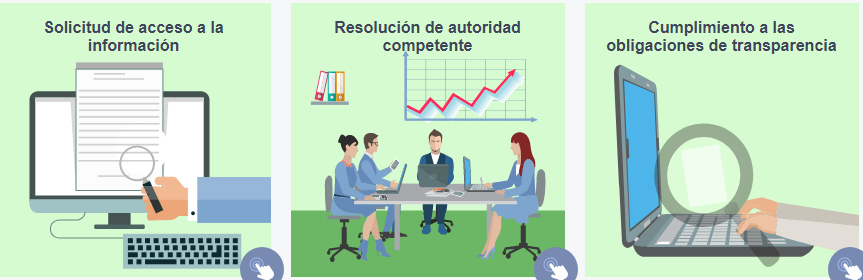 Solicitud de acceso a la
información
Resolución de autoridad
competente
Cumplimiento a las
obligaciones de transparencia